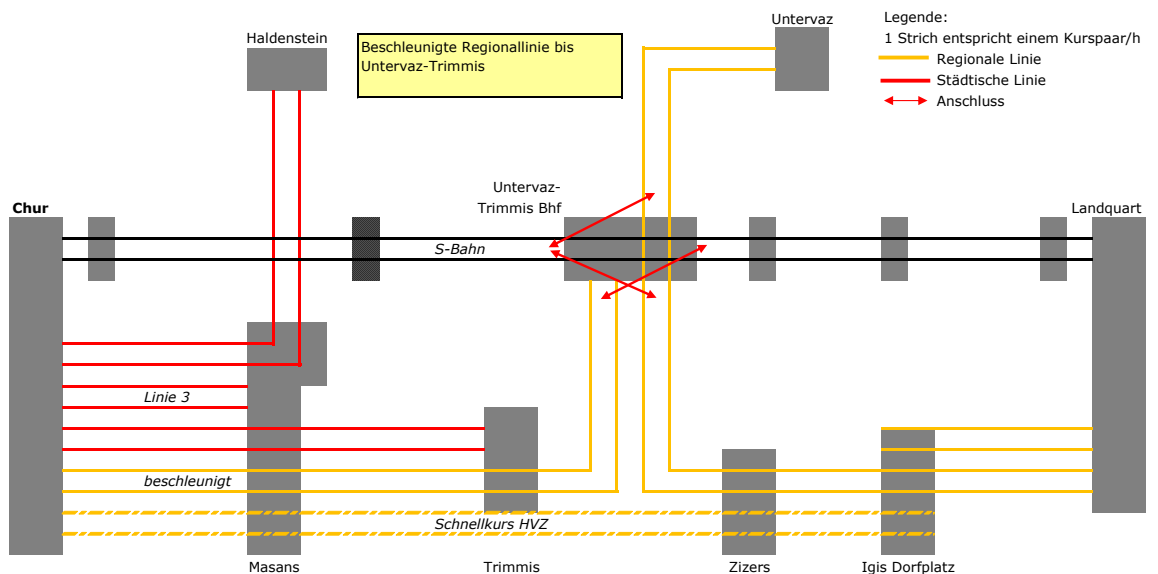 Haldenstein
Beschleunigte Regionallinie bis
Untervaz-Trimmis
Untervaz
Legende:
1 Strich entspricht einem Kurspaar/h
Regionale Linie
Städtische Linie
Anschluss
Untervaz-
Trimmis Bhf
Chur
Landquart
S-Bahn
Linie 3
beschleunigt
Schnellkurs HVZ
Masans
Trimmis
Zizers
Igis Dorfplatz